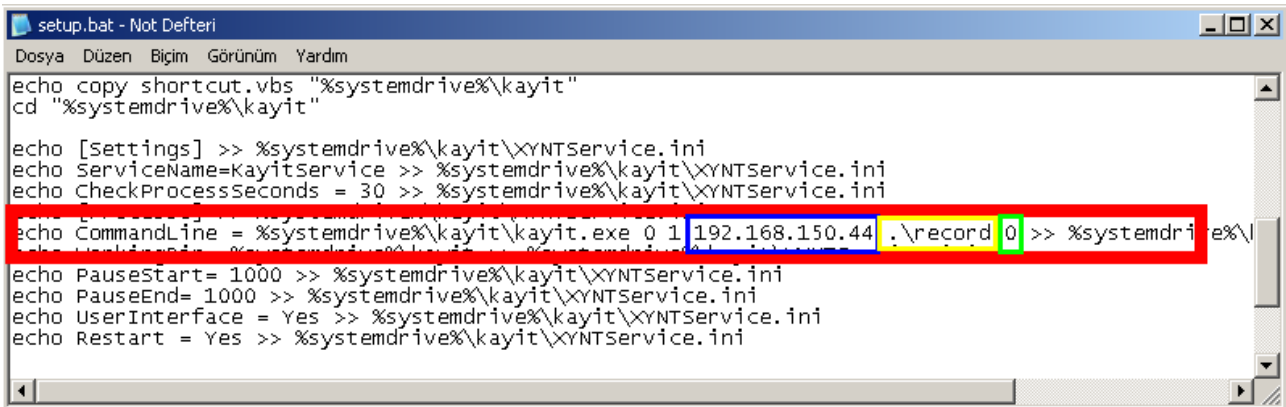 setup.bat - Not Defteri
Dosya Düzen Biçim Görünüm Yardım
echo copy shortcut.vbs "%systemdrive%\kayit"
cd "%systemdrive%\kayit"
echo [Settings] >> %systemdrive%\kayit\XYNTService.ini
echo ServiceName=KayitService >> %systemdrive%\kayit\XYNTService.ini
echo CheckProcessSeconds = 30 >> %systemdrive%\kayit\XYNTService.ini
echo CommandLine = %systemdrive%\kayit\kayit.exe 0 1 192.168.150.44 .\record 0 >> %systemdrive%\
echo PauseStart= 1000 >> %systemdrive%\kayit\XYNTService.ini
echo PauseEnd= 1000 >> %systemdrive%\kayit\XYNTService.ini
echo UserInterface = Yes >> %systemdrive%\kayit\XYNTService.ini
echo Restart = Yes >> %systemdrive%\kayit\XYNTService.ini